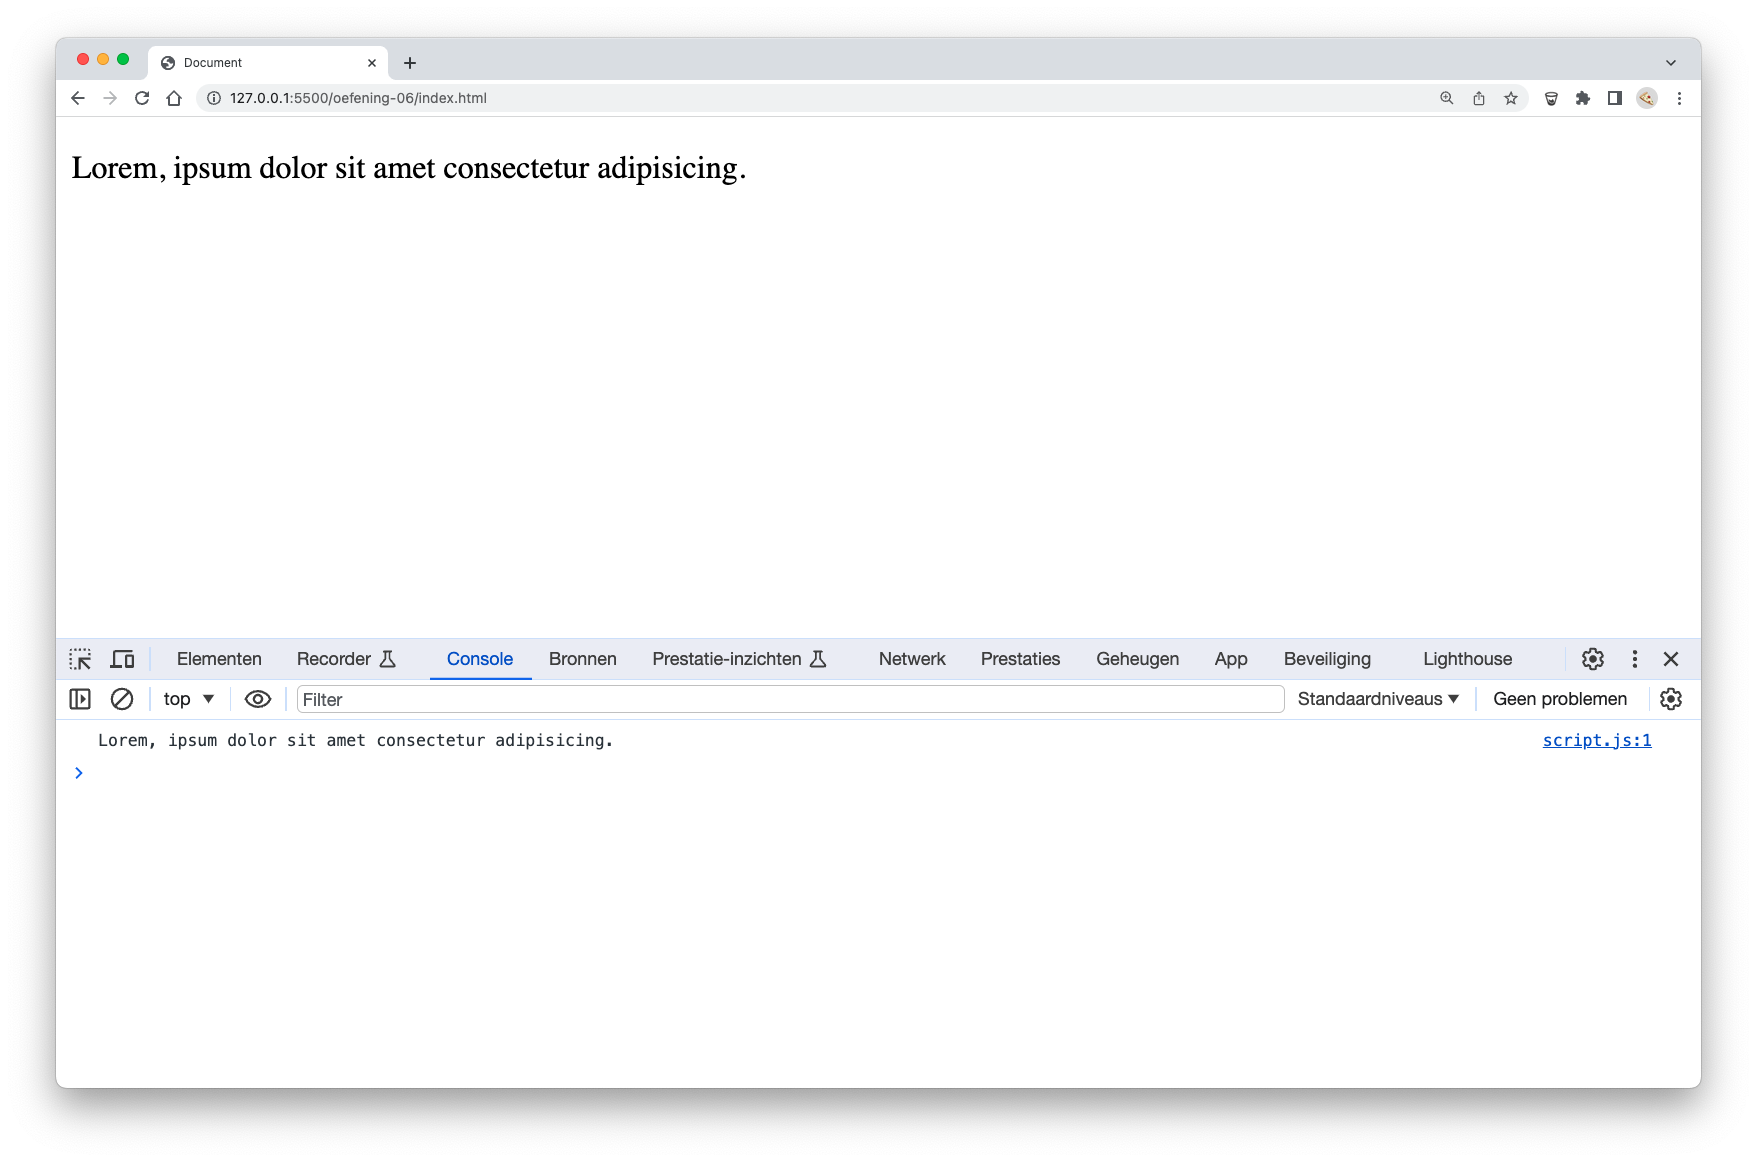 Document
127.0.0.1:5500/oefening-06/index.html
Lorem, ipsum dolor sit amet consectetur adipisicing.
Elementen Recorder Console Bronnen Prestatie-inzichten Netwerk Prestaties Geheugen App Beveiliging Lighthouse
top Filter Standaardniveaus Geen problemen
Lorem, ipsum dolor sit amet consectetur adipisicing. script.js:1